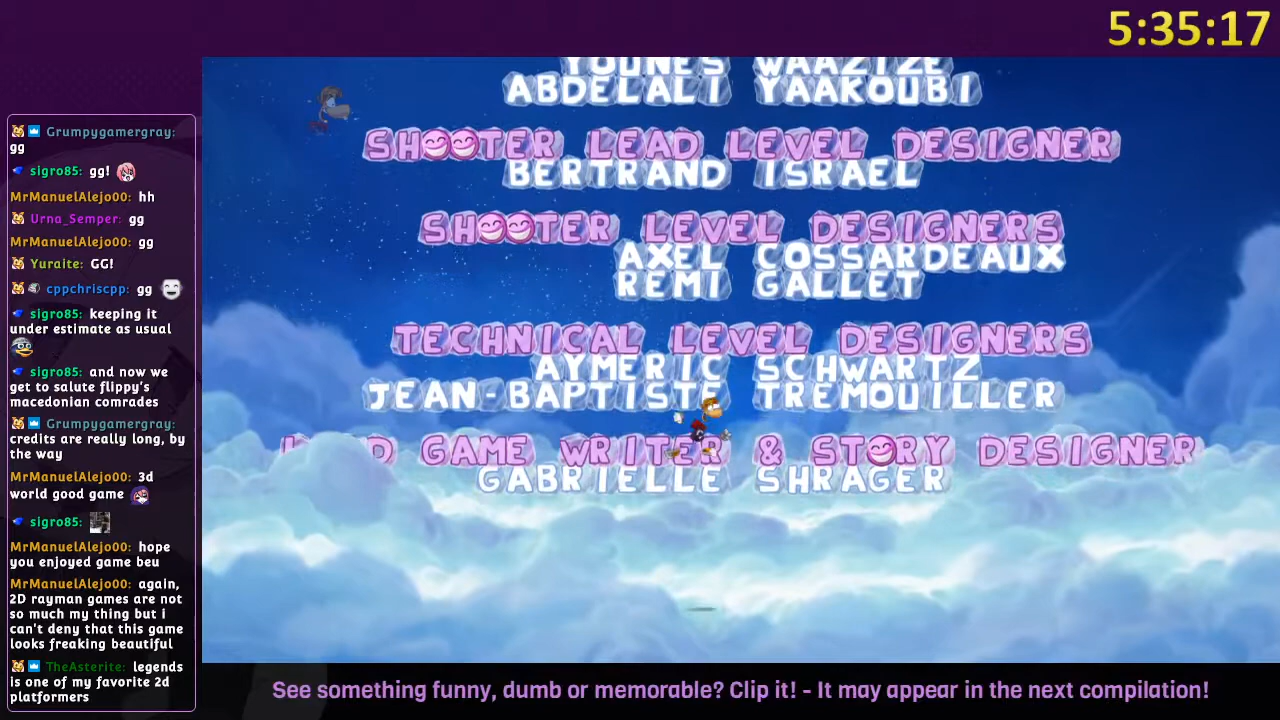 5:35:17
Grumpygamergray:
gg
sigro85: gg!
MrManuelAlejo00: hh
Urna_Semper: gg
MrManuelAlejo00: gg
Yuraite: GG!
cppchriscpp: gg
sigro85: keeping it
under estimate as usual
sigro85: and now we
get to salute flippy's
macedonian comrades
Grumpygamergray:
credits are really long, by
the way
MrManuelAlejo00: 3d
world good game
sigro85:
MrManuelAlejo00: hope
you enjoyed game beu
MrManuelAlejo00: again,
2D rayman games are not
so much my thing but i
can't deny that this game
looks freaking beautiful
TheAsterite: legends
is one of my favorite 2d
platformers
YOUNES WAAZIZE
ABDELALI YAAKOUBI
SHOOTER LEAD LEVEL DESIGNER
BERTRAND ISRAEL
SHOOTER LEVEL DESIGNERS
AXEL COSSARDEAUX
REMI GALLET
TECHNICAL LEVEL DESIGNERS
AYMERIC SCHWARTZ
JEAN-BAPTISTE TREMOUILLER
LEAD GAME WRITER & STORY DESIGNER
GABRIELLE SHRAGER
See something funny, dumb or memorable? Clip it! - It may appear in the next compilation!